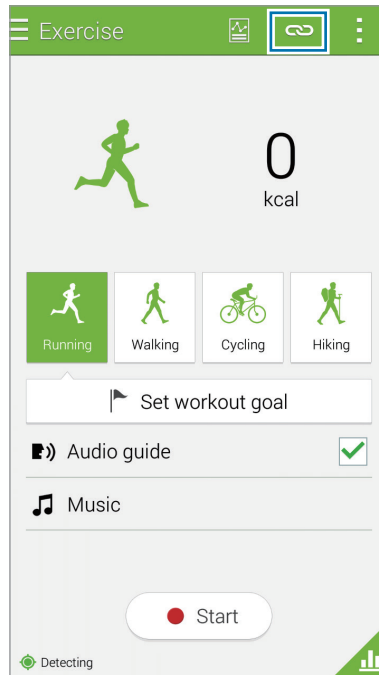 Exercise
0
kcal
Running Walking Cycling Hiking
Set workout goal
Audio guide
Music
Start
Detecting